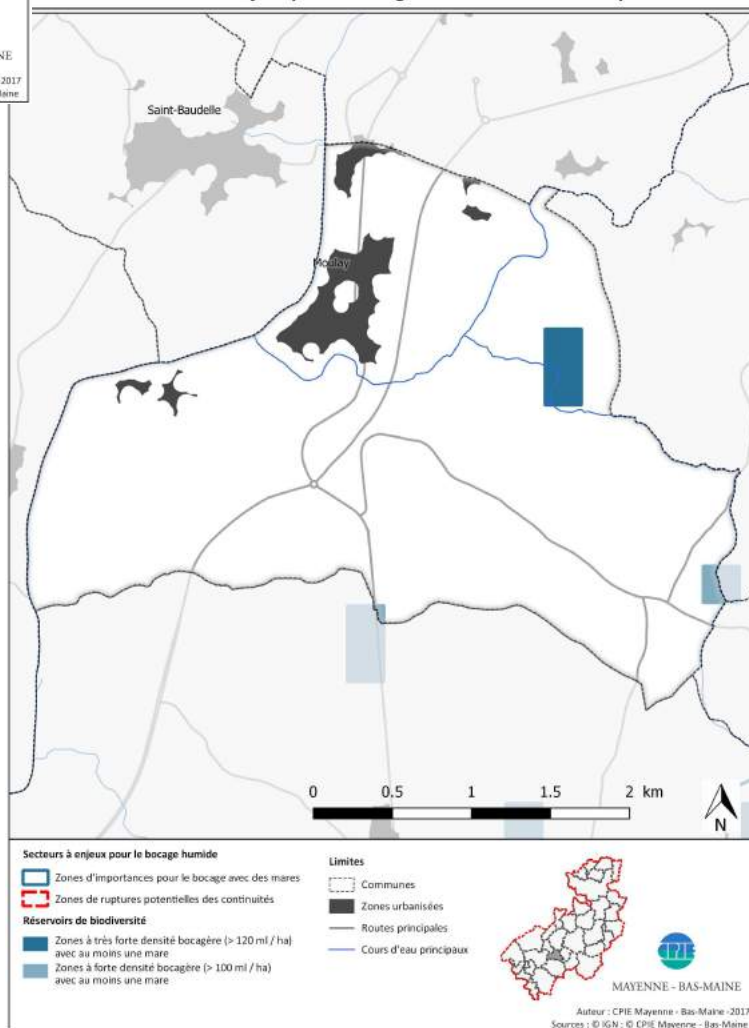 NE
2017
Maine
Saint-Baudelle
Moulay
0 0.5 1 1.5 2 km
N
Secteurs à enjeux pour le bocage humide
Zones d'importances pour le bocage avec des mares
Zones de ruptures potentielles des continuités
Réservoirs de biodiversité
Zones à très forte densité bocagère (> 120 ml / ha)
avec au moins une mare
Zones à forte densité bocagère (> 100 ml / ha)
avec au moins une mare
Limites
Communes
Zones urbanisées
Routes principales
Cours d'eau principaux
CPIE
MAYENNE - BAS-MAINE
Auteur : CPIE Mayenne - Bas-Maine -2017
Sources : © IGN ; © CPIE Mayenne - Bas-Maine